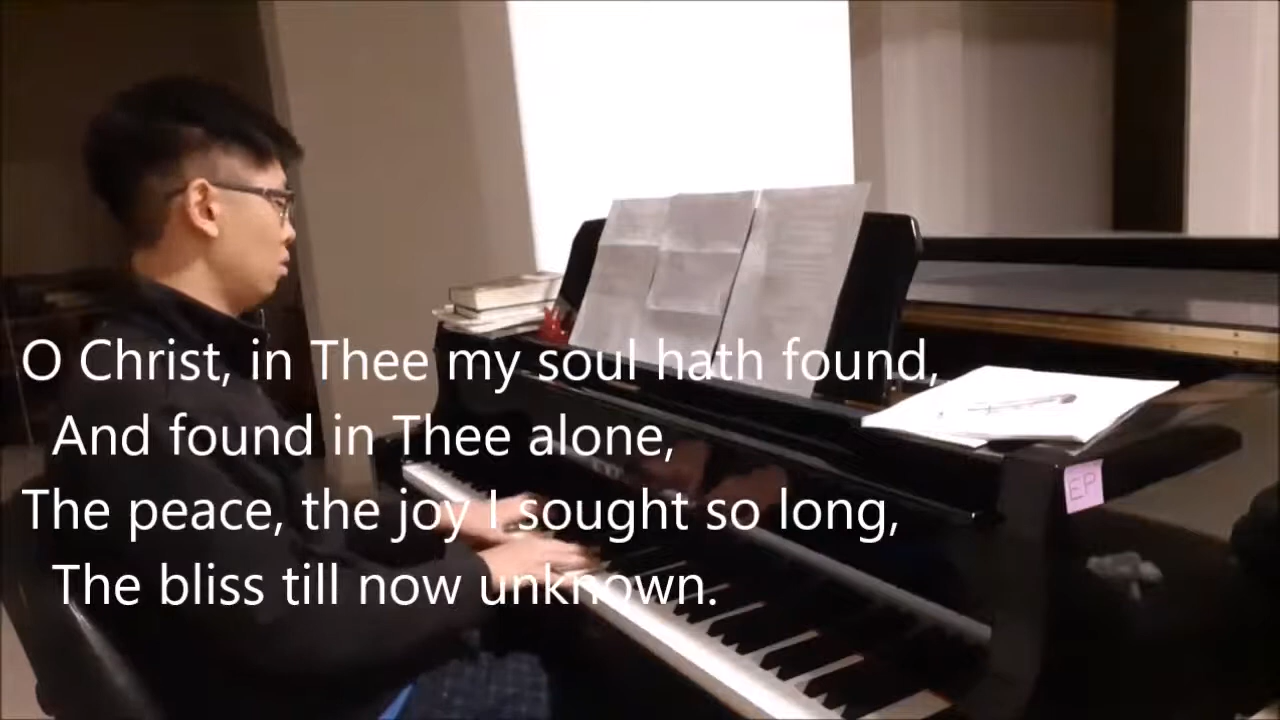 O Christ, in Thee my soul hath found,
And found in Thee alone,
The peace, the joy I sought so long,
The bliss till now unknown.
EP